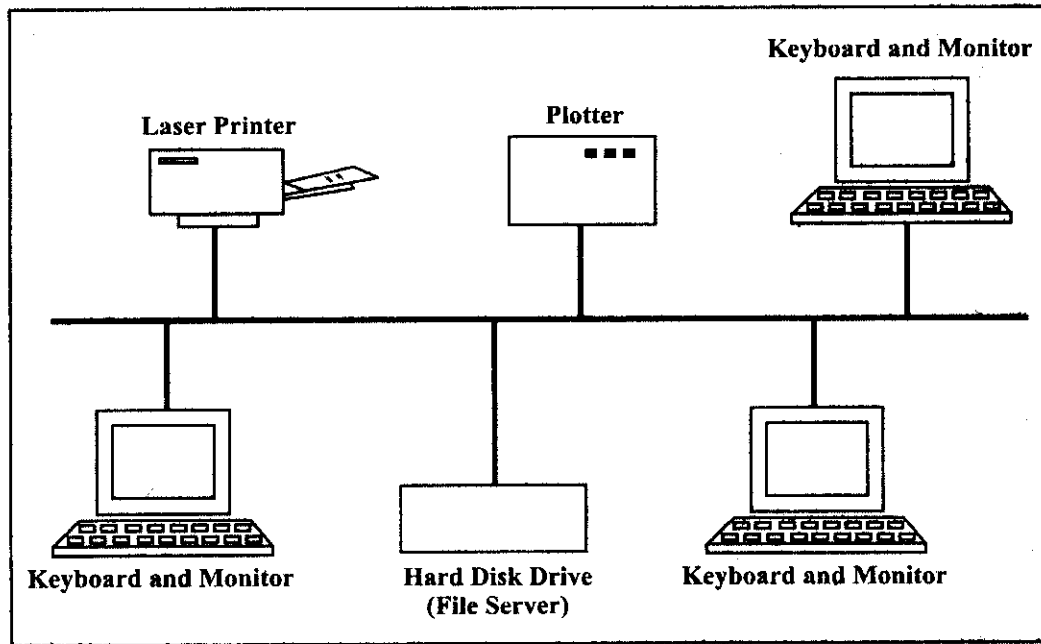 Keyboard and Monitor
Laser Printer
Plotter
Keyboard and Monitor
Hard Disk Drive
(File Server)
Keyboard and Monitor